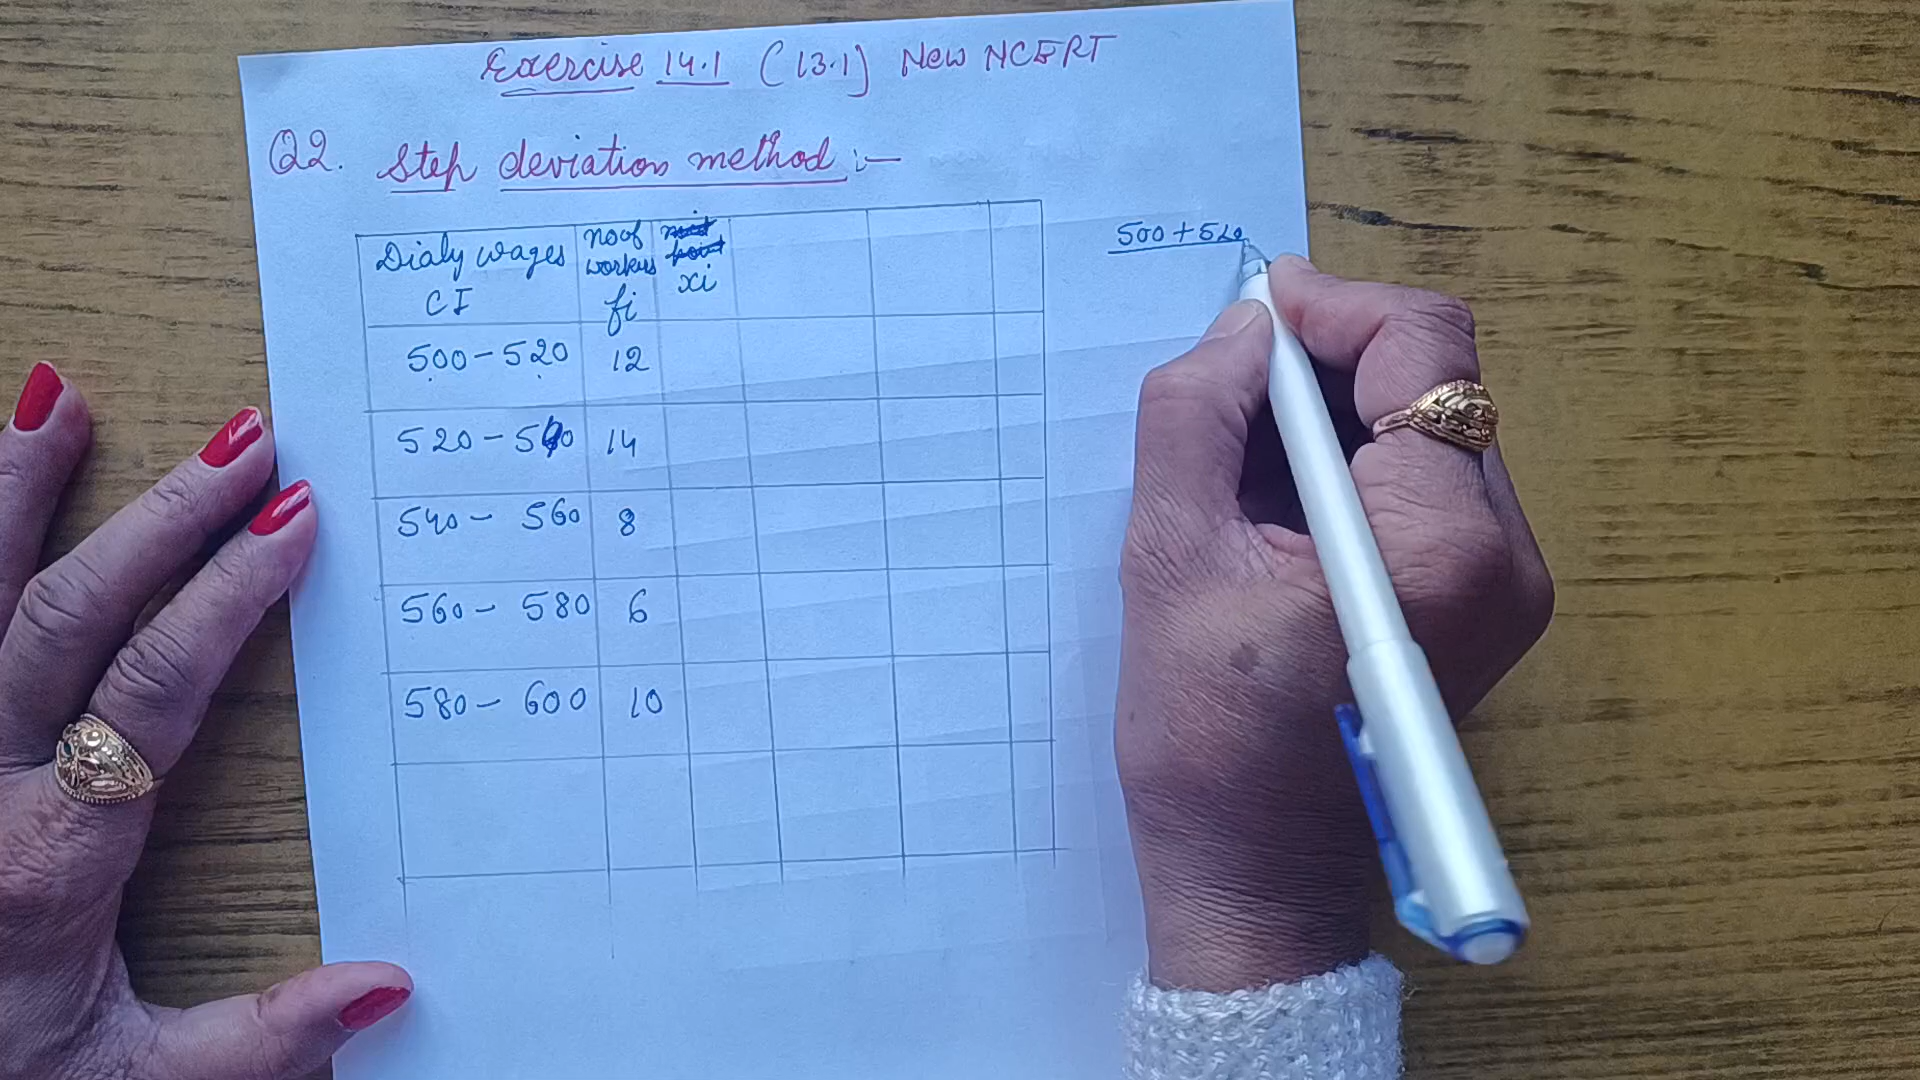 Exercise 14.1 (13.1) New NCERT
Q2. Step deviation method :-
Dialy wages CI
no of workers fi
xi
500 + 520
500 - 520 12
520 - 540 14
540 - 560 8
560 - 580 6
580 - 600 10